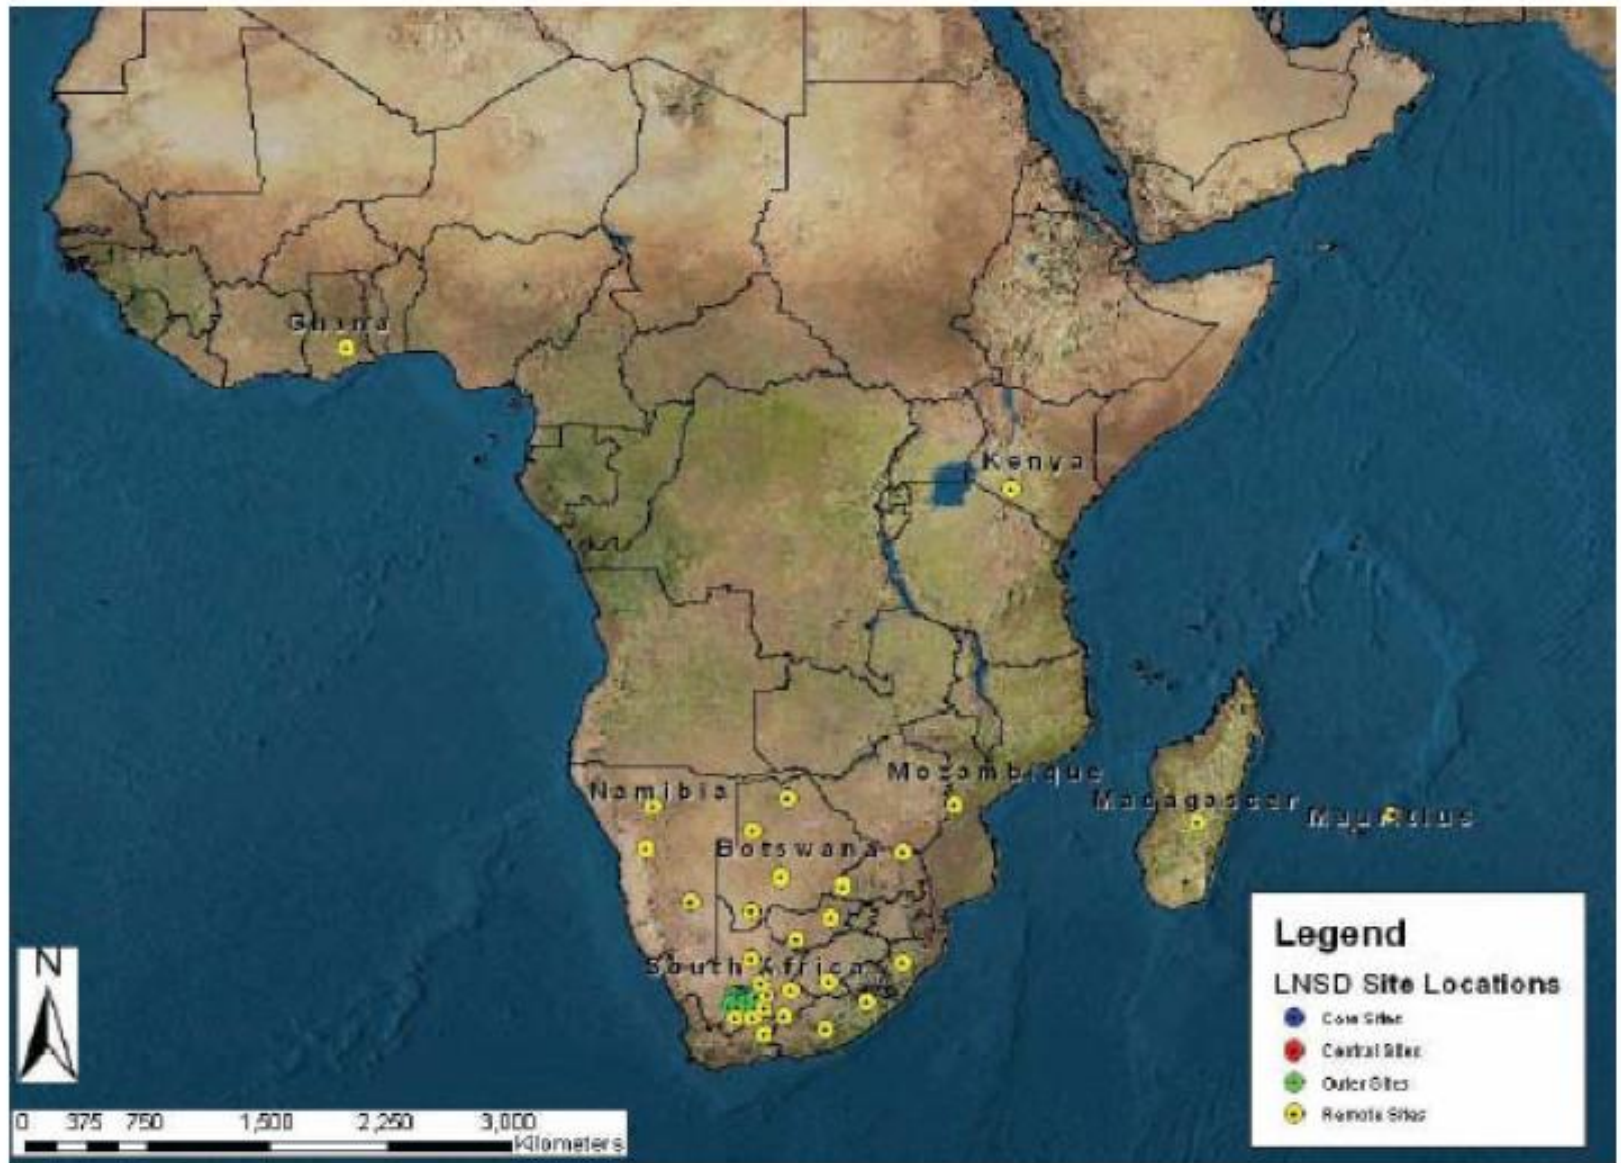 Ghana
Kenya
Mozambique
Namibia
Madagascar
Mauritius
Botswana
South Africa
Legend
LNSD Site Locations
Core Sites
Central Sites
Outer Sites
Remote Sites
N
0 375 750 1,500 2,250 3,000
Kilometers